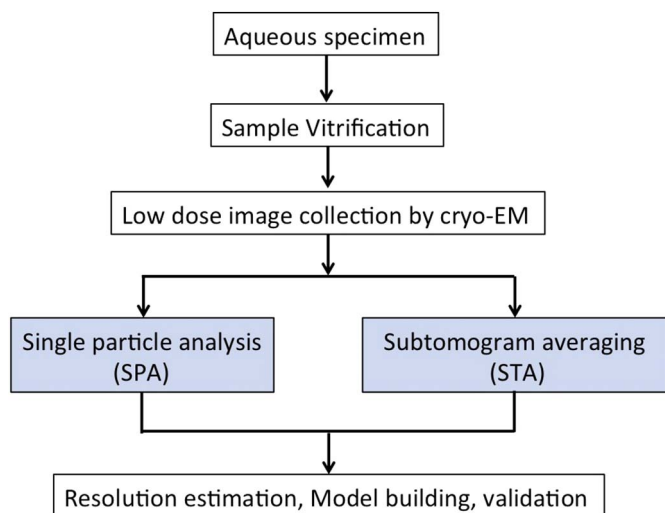 Aqueous specimen
Sample Vitrification
Low dose image collection by cryo-EM
Single particle analysis
(SPA)
Subtomogram averaging
(STA)
Resolution estimation, Model building, validation